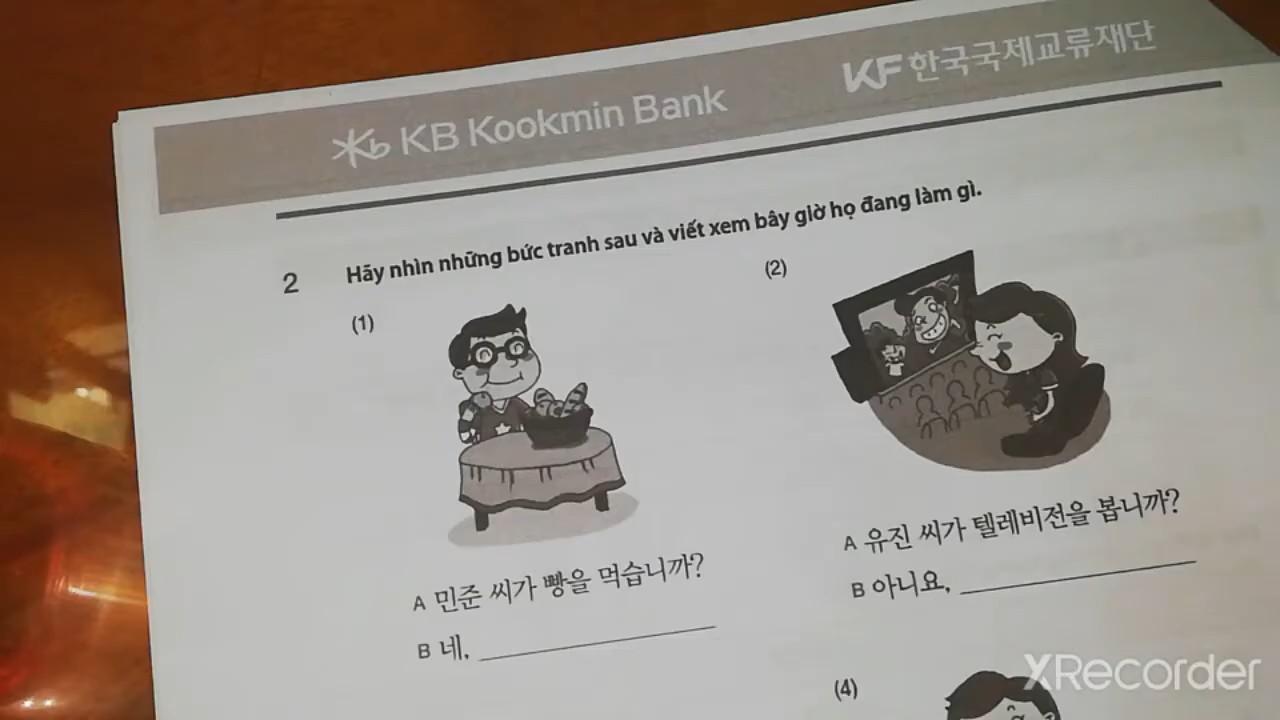 KB Kookmin Bank
KF 한국국제교류재단
2 Hãy nhìn những bức tranh sau và viết xem bây giờ họ đang làm gì.
(1)
(2)
A 민준 씨가 빵을 먹습니까?
B 네,
A 유진 씨가 텔레비전을 봅니까?
B 아니요,
(4)
XRecorder